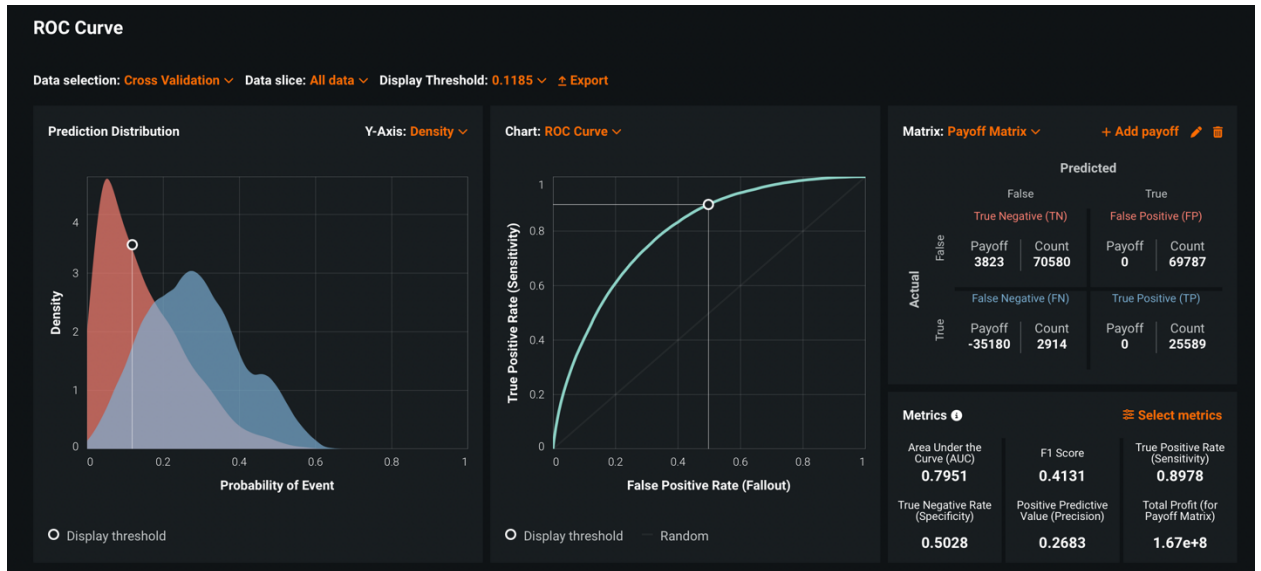 ROC Curve
Data selection: Cross Validation Data slice: All data Display Threshold: 0.1185 Export
Prediction Distribution Y-Axis: Density
4
3
2
1
0
Density
0 0.2 0.4 0.6 0.8 1
Probability of Event
Display threshold
Chart: ROC Curve
1
0.8
0.6
0.4
0.2
0
True Positive Rate (Sensitivity)
0 0.2 0.4 0.6 0.8 1
False Positive Rate (Fallout)
Display threshold Random
Matrix: Payoff Matrix + Add payoff
Predicted
False True
Actual
False
True Negative (TN) False Positive (FP)
Payoff Count Payoff Count
3823 70580 0 69787
True
False Negative (FN) True Positive (TP)
Payoff Count Payoff Count
-35180 2914 0 25589
Metrics Select metrics
Area Under the
Curve (AUC)
0.7951
F1 Score
0.4131
True Positive Rate
(Sensitivity)
0.8978
True Negative Rate
(Specificity)
0.5028
Positive Predictive
Value (Precision)
0.2683
Total Profit (for
Payoff Matrix)
1.67e+8